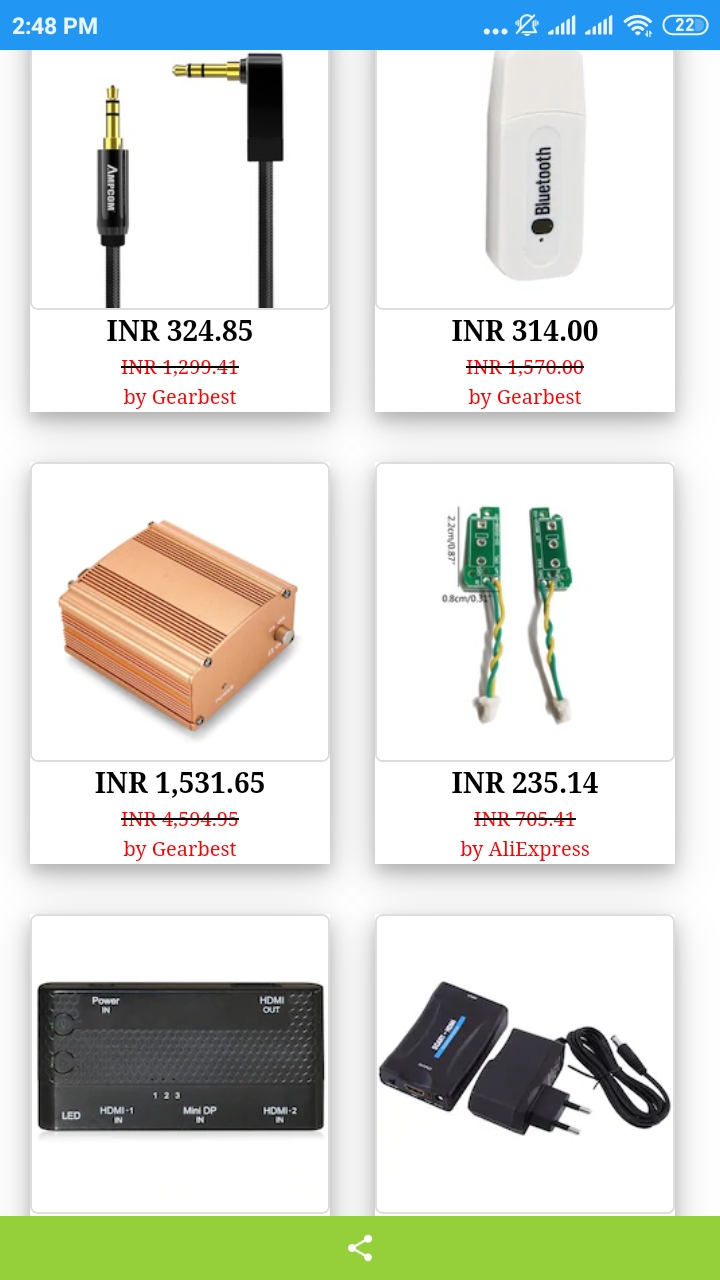 2:48 PM
22
AMPCOM
Bluetooth
INR 324.85
INR 1,299.41
by Gearbest
INR 314.00
INR 1,570.00
by Gearbest
2.2cm/0.87"
0.8cm/0.31"
INR 1,531.65
INR 4,594.95
by Gearbest
INR 235.14
INR 705.41
by AliExpress
Power
IN
HDMI
OUT
1 2 3
LED
HDMI-1
IN
Mini DP
IN
HDMI-2
IN